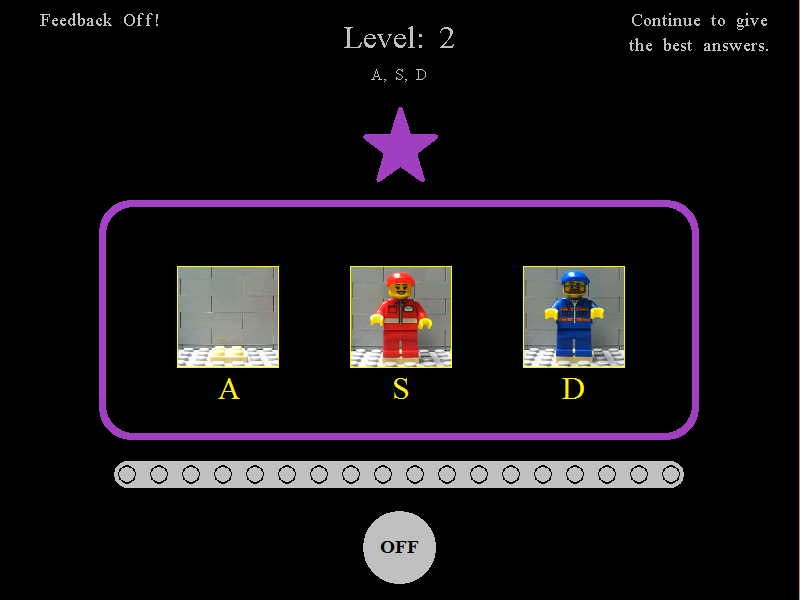 Feedback Off!
Level: 2
Continue to give
the best answers.
A, S, D
A
S
D
OFF